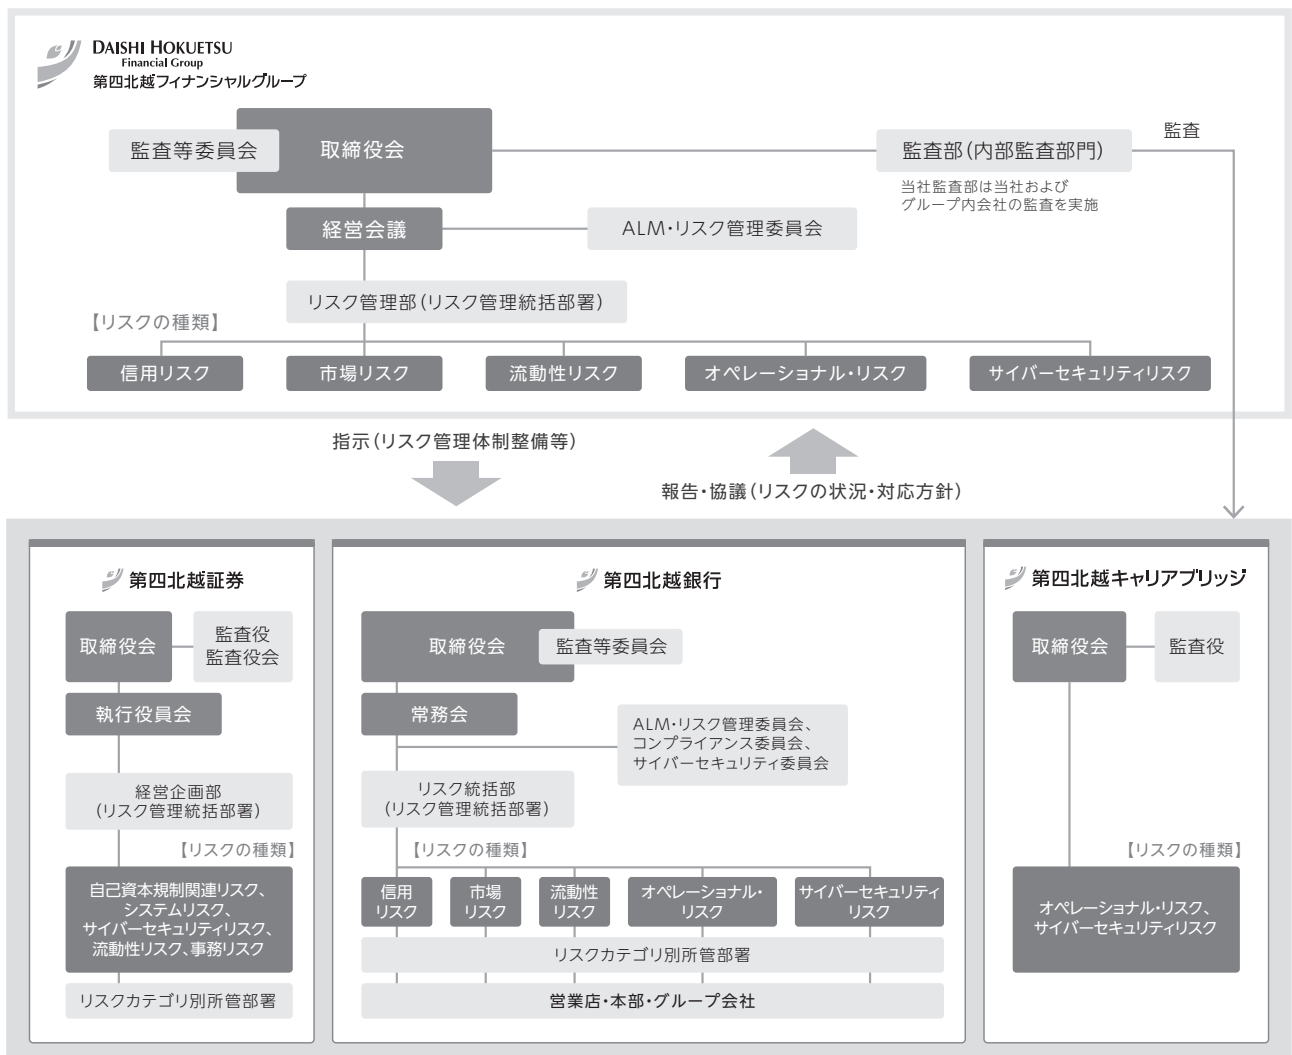 DAISHI HOKUETSU
Financial Group
第四北越フィナンシャルグループ
監査等委員会
取締役会
監査部(内部監査部門)
監査
当社監査部は当社および
グループ内会社の監査を実施
経営会議
ALM・リスク管理委員会
リスク管理部(リスク管理統括部署)
【リスクの種類】
信用リスク
市場リスク
流動性リスク
オペレーショナル・リスク
サイバーセキュリティリスク
指示(リスク管理体制整備等)
報告・協議(リスクの状況・対応方針)
第四北越証券
取締役会
監査役
監査役会
執行役員会
経営企画部
(リスク管理統括部署)
【リスクの種類】
自己資本規制関連リスク、
システムリスク、
サイバーセキュリティリスク、
流動性リスク、事務リスク
リスクカテゴリ別所管部署
第四北越銀行
取締役会
監査等委員会
常務会
ALM・リスク管理委員会、
コンプライアンス委員会、
サイバーセキュリティ委員会
リスク統括部
(リスク管理統括部署)
【リスクの種類】
信用
リスク
市場
リスク
流動性
リスク
オペレーショナル・
リスク
サイバーセキュリティ
リスク
リスクカテゴリ別所管部署
営業店・本部・グループ会社
第四北越キャリアブリッジ
取締役会
監査役
【リスクの種類】
オペレーショナル・リスク、
サイバーセキュリティリスク